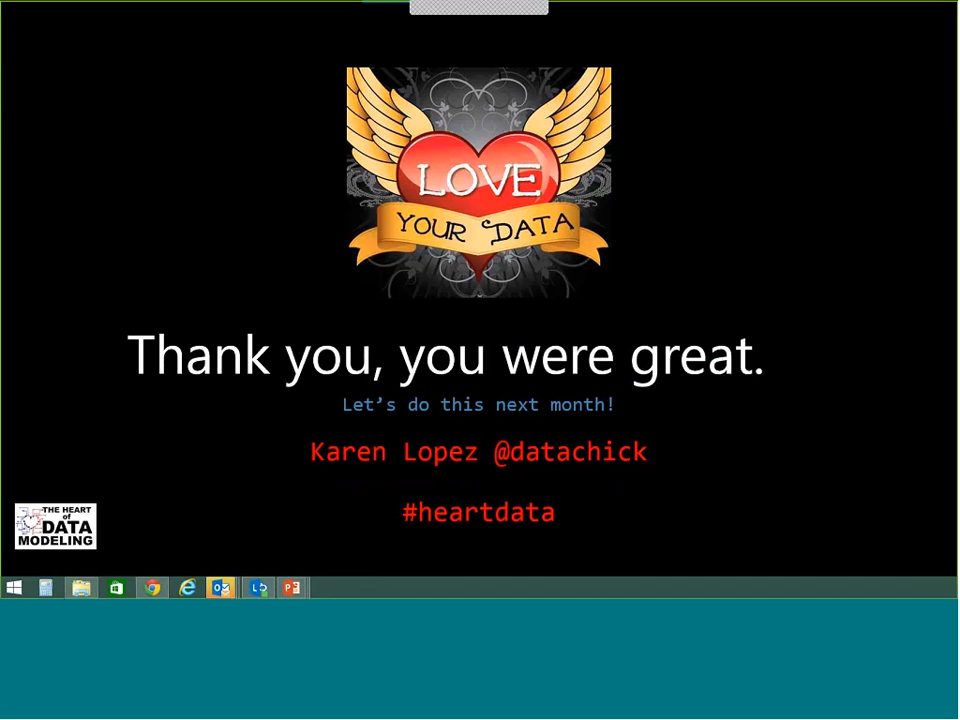 LOVE
YOUR DATA
Thank you, you were great.
Let’s do this next month!
Karen Lopez @datachick
#heartdata
THE HEART
of
DATA
MODELING